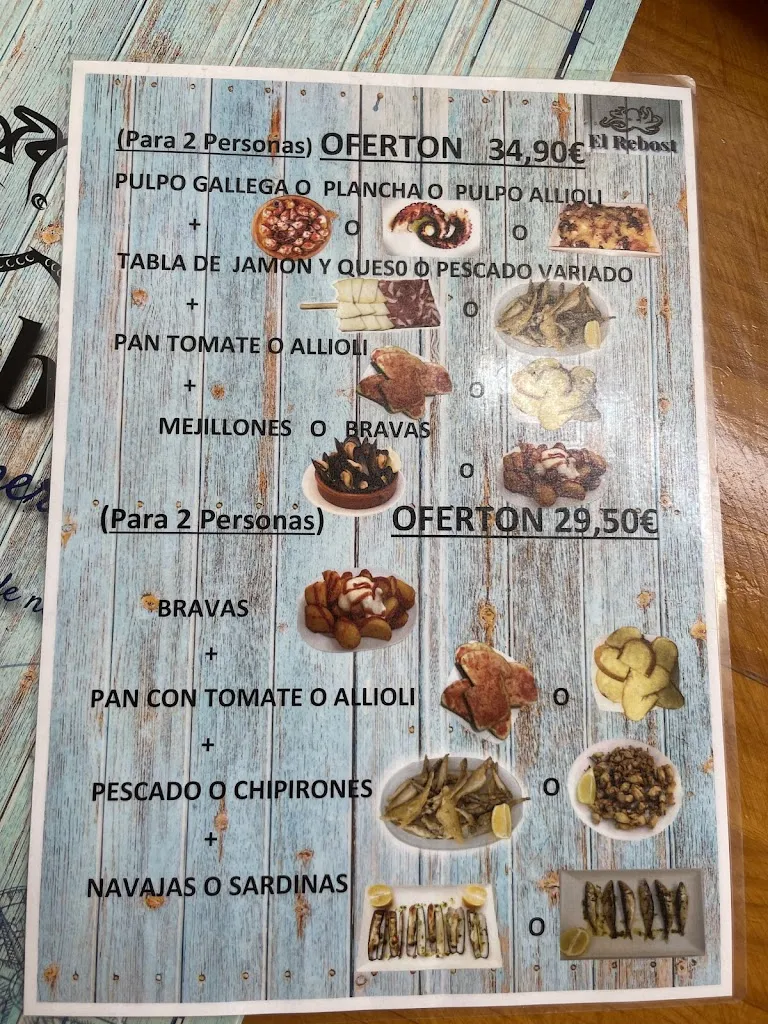 (Para 2 Personas) OFERTON 34,90€
El Rebost
PULPO GALLEGA O PLANCHA O PULPO ALLIOLI
+ O O
TABLA DE JAMON Y QUESO O PESCADO VARIADO
+ O
PAN TOMATE O ALLIOLI
+ O
MEJILLONES O BRAVAS
O
(Para 2 Personas) OFERTON 29,50€
BRAVAS
+
PAN CON TOMATE O ALLIOLI O
+
PESCADO O CHIPIRONES O
+
NAVAJAS O SARDINAS
O